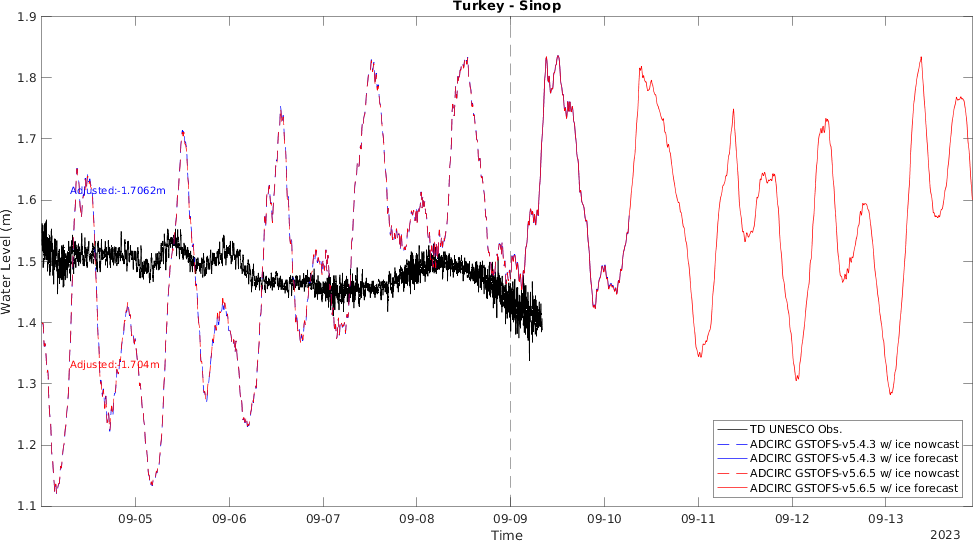 Turkey - Sinop
1.9
1.8
1.7
1.6
1.5
1.4
1.3
1.2
1.1
Water Level (m)
Adjusted:-1.7062m
Adjusted:-1.704m
TD UNESCO Obs.
ADCIRC GSTOFS-v5.4.3 w/ ice nowcast
ADCIRC GSTOFS-v5.4.3 w/ ice forecast
ADCIRC GSTOFS-v5.6.5 w/ ice nowcast
ADCIRC GSTOFS-v5.6.5 w/ ice forecast
09-05 09-06 09-07 09-08 09-09 09-10 09-11 09-12 09-13
Time
2023